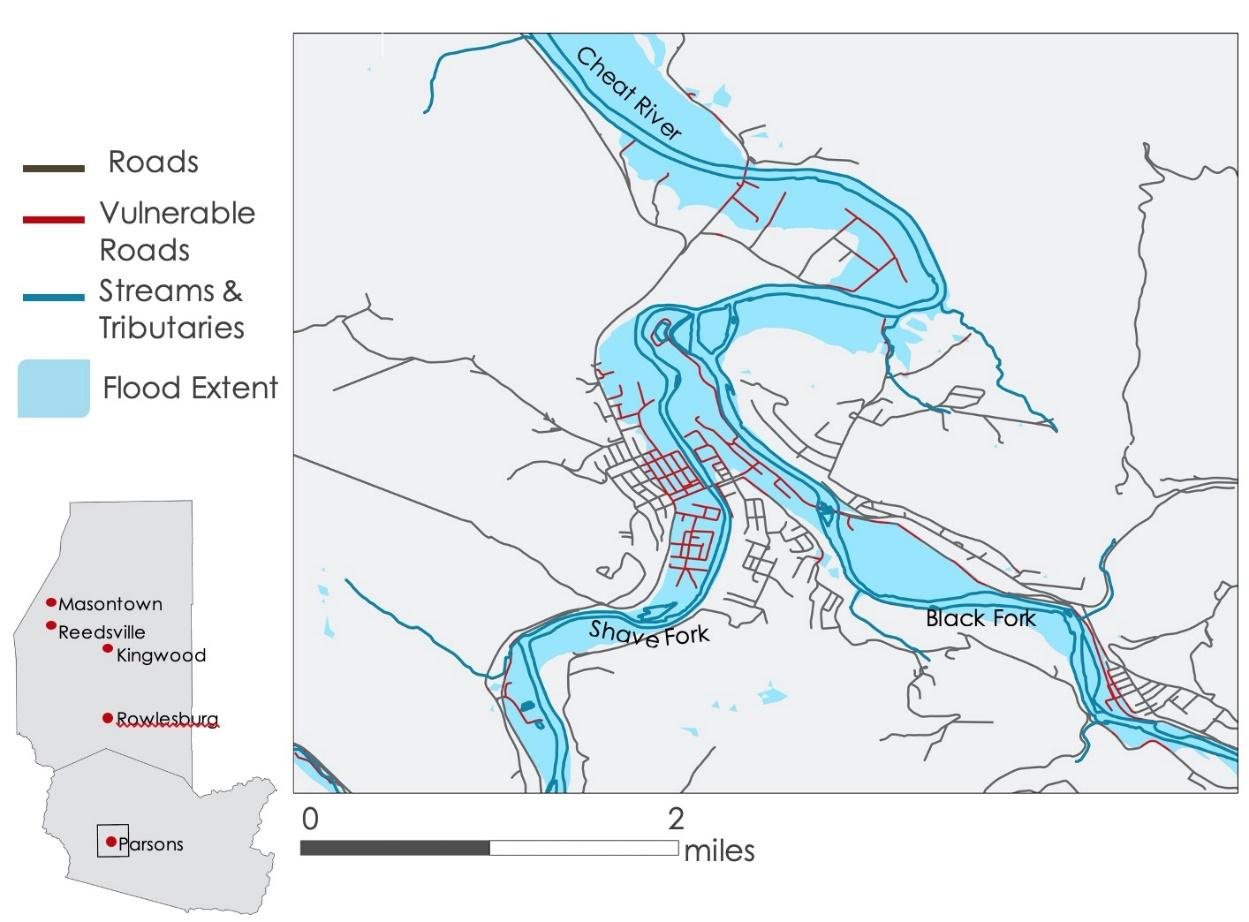 Cheat River
Roads
Vulnerable
Roads
Streams &
Tributaries
Flood Extent
Masontown
Reedsville
Kingwood
Rowlesburg
Parsons
Shave Fork
Black Fork
0 2
miles